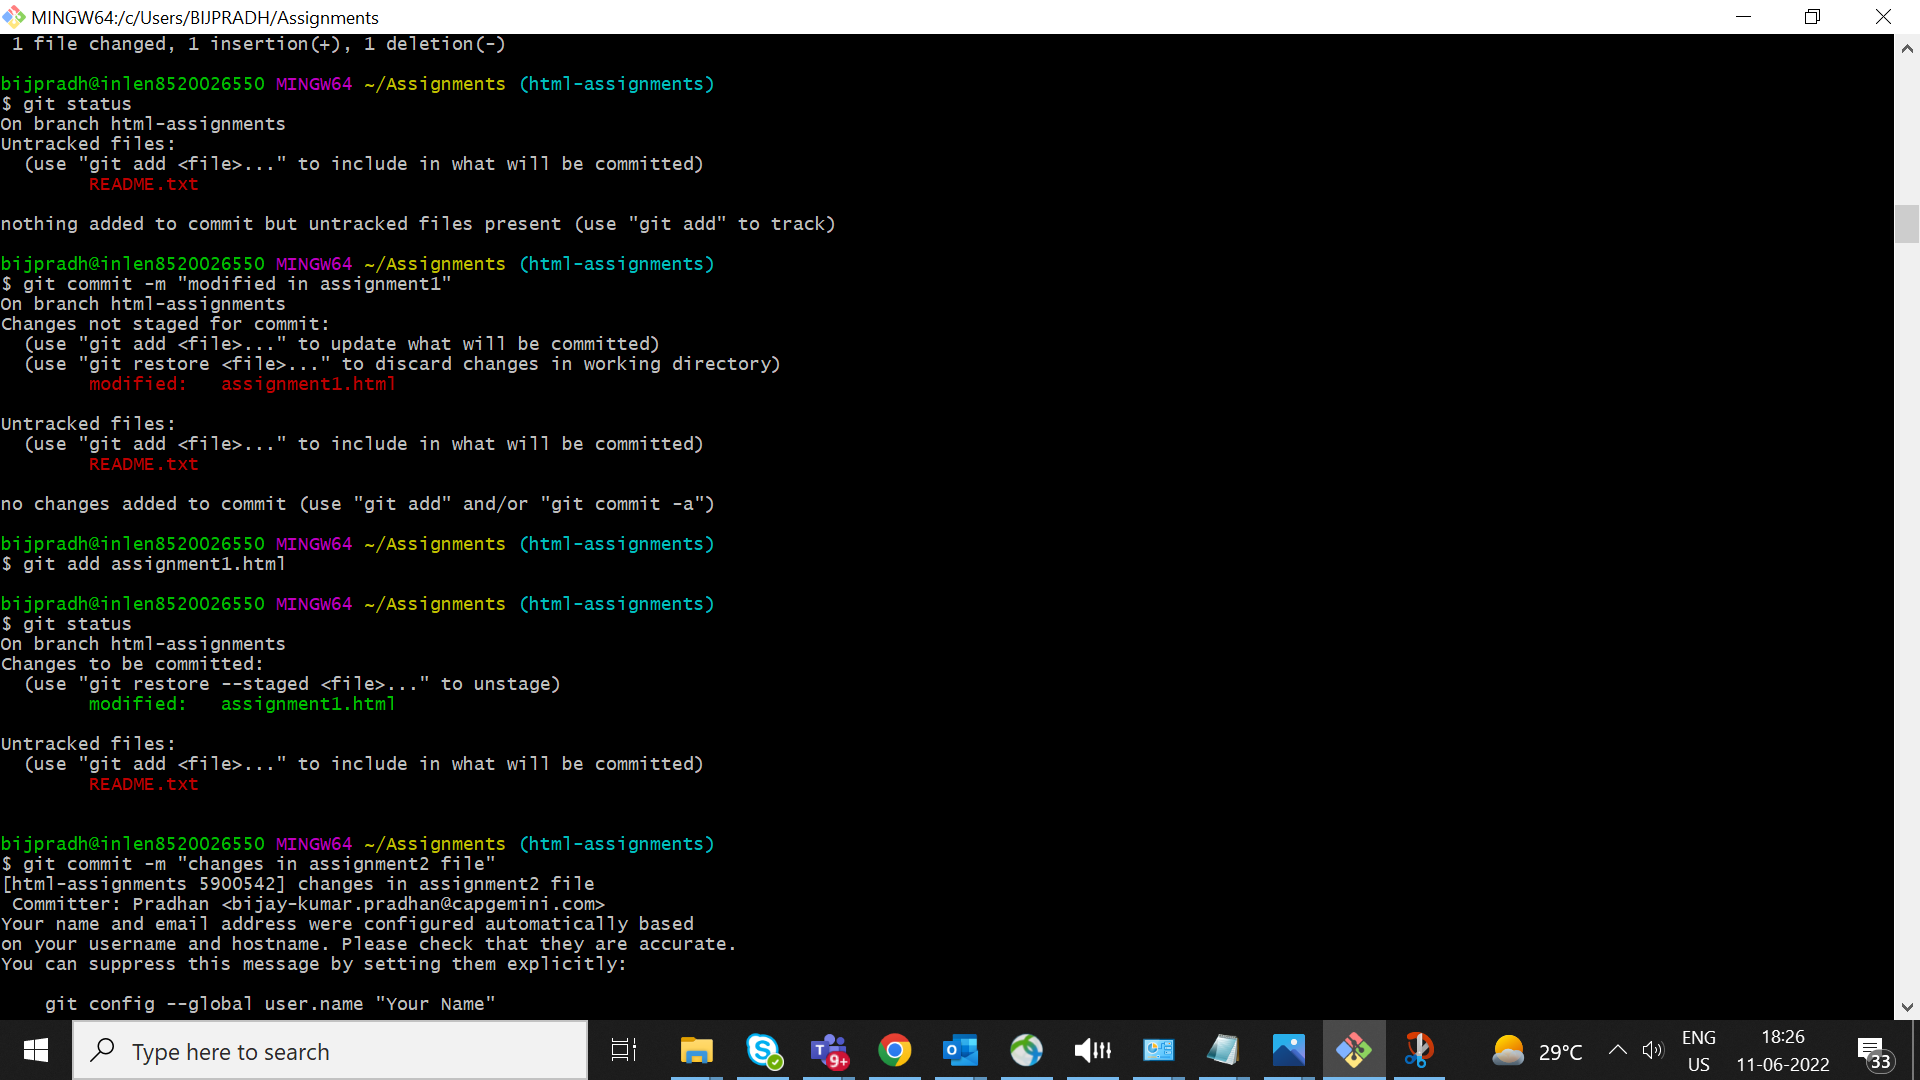 MINGW64:/c/Users/BIJPRADH/Assignments
1 file changed, 1 insertion(+), 1 deletion(-)
bijpradh@inlen8520026550 MINGW64 ~/Assignments (html-assignments)
$ git status
On branch html-assignments
Untracked files:
(use "git add <file>..." to include in what will be committed)
README.txt
nothing added to commit but untracked files present (use "git add" to track)
bijpradh@inlen8520026550 MINGW64 ~/Assignments (html-assignments)
$ git commit -m "modified in assignment1"
On branch html-assignments
Changes not staged for commit:
(use "git add <file>..." to update what will be committed)
(use "git restore <file>..." to discard changes in working directory)
modified:   assignment1.html
Untracked files:
(use "git add <file>..." to include in what will be committed)
README.txt
no changes added to commit (use "git add" and/or "git commit -a")
bijpradh@inlen8520026550 MINGW64 ~/Assignments (html-assignments)
$ git add assignment1.html
bijpradh@inlen8520026550 MINGW64 ~/Assignments (html-assignments)
$ git status
On branch html-assignments
Changes to be committed:
(use "git restore --staged <file>..." to unstage)
modified:   assignment1.html
Untracked files:
(use "git add <file>..." to include in what will be committed)
README.txt
bijpradh@inlen8520026550 MINGW64 ~/Assignments (html-assignments)
$ git commit -m "changes in assignment2 file"
[html-assignments 5900542] changes in assignment2 file
Committer: Pradhan <bijay-kumar.pradhan@capgemini.com>
Your name and email address were configured automatically based
on your username and hostname. Please check that they are accurate.
You can suppress this message by setting them explicitly:
git config --global user.name "Your Name"
Type here to search
9+
29°C
ENG
US
18:26
11-06-2022
33